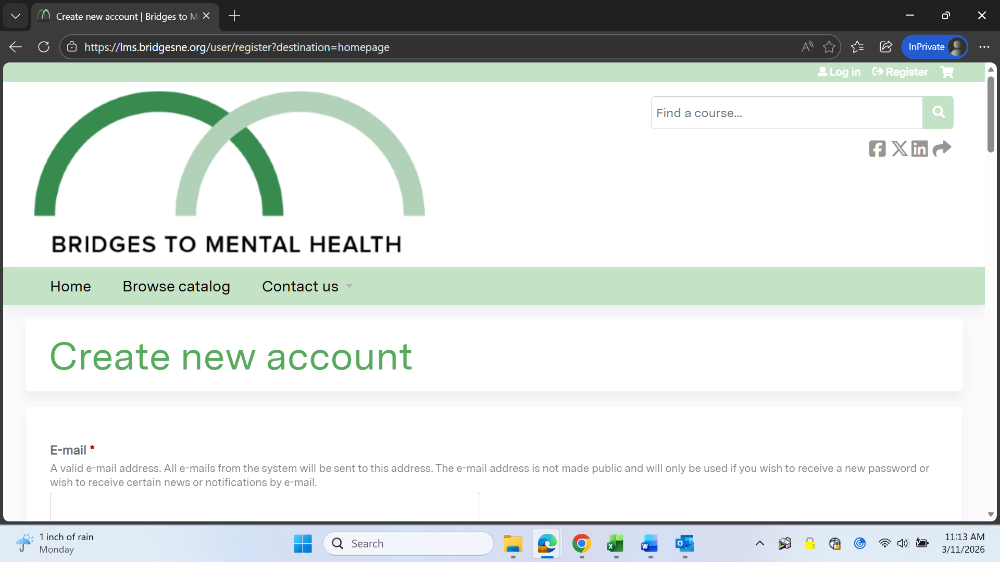 Create new account | Bridges to M
https://lms.bridgesne.org/user/register?destination=homepage
InPrivate
Log in
Register
Find a course...
BRIDGES TO MENTAL HEALTH
Home
Browse catalog
Contact us
Create new account
E-mail *
A valid e-mail address. All e-mails from the system will be sent to this address. The e-mail address is not made public and will only be used if you wish to receive a new password or
wish to receive certain news or notifications by e-mail.
1 inch of rain
Monday
Search
11:13 AM
3/11/2026